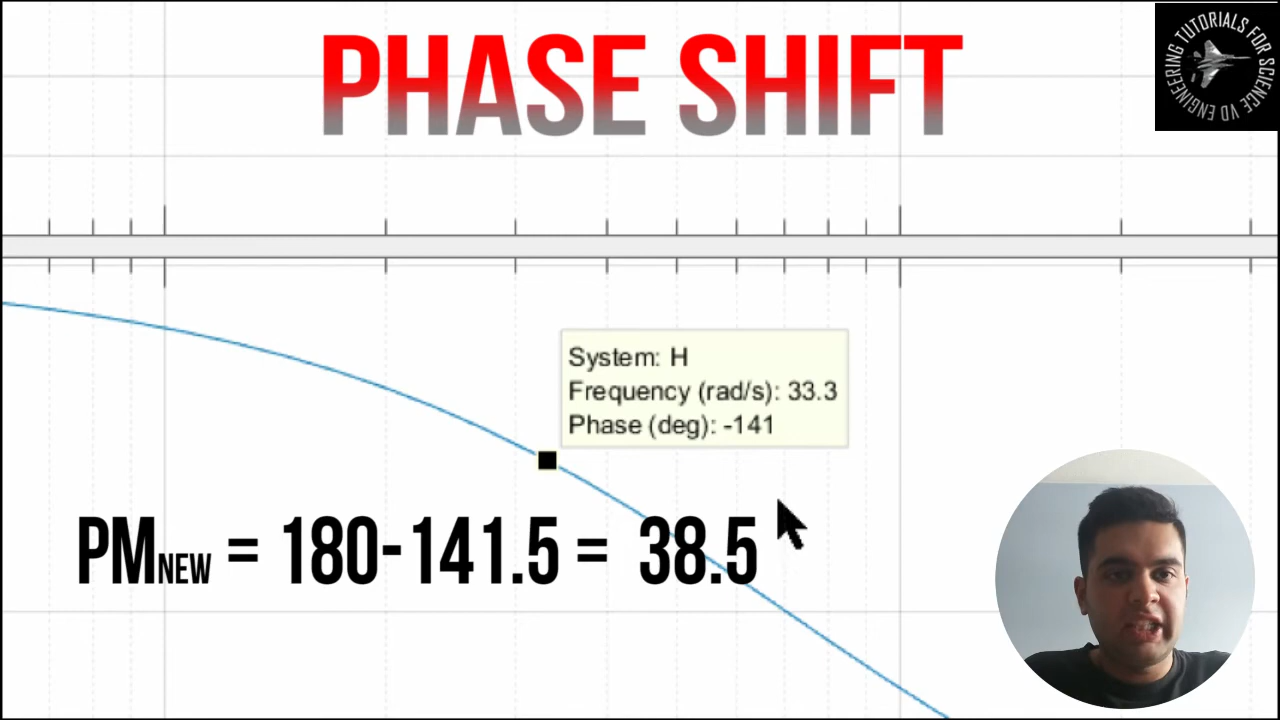 PHASE SHIFT
ENGINEERING TUTORIALS FOR SCIENCE VD
System: H
Frequency (rad/s): 33.3
Phase (deg): -141
PMNEW = 180-141.5 = 38.5